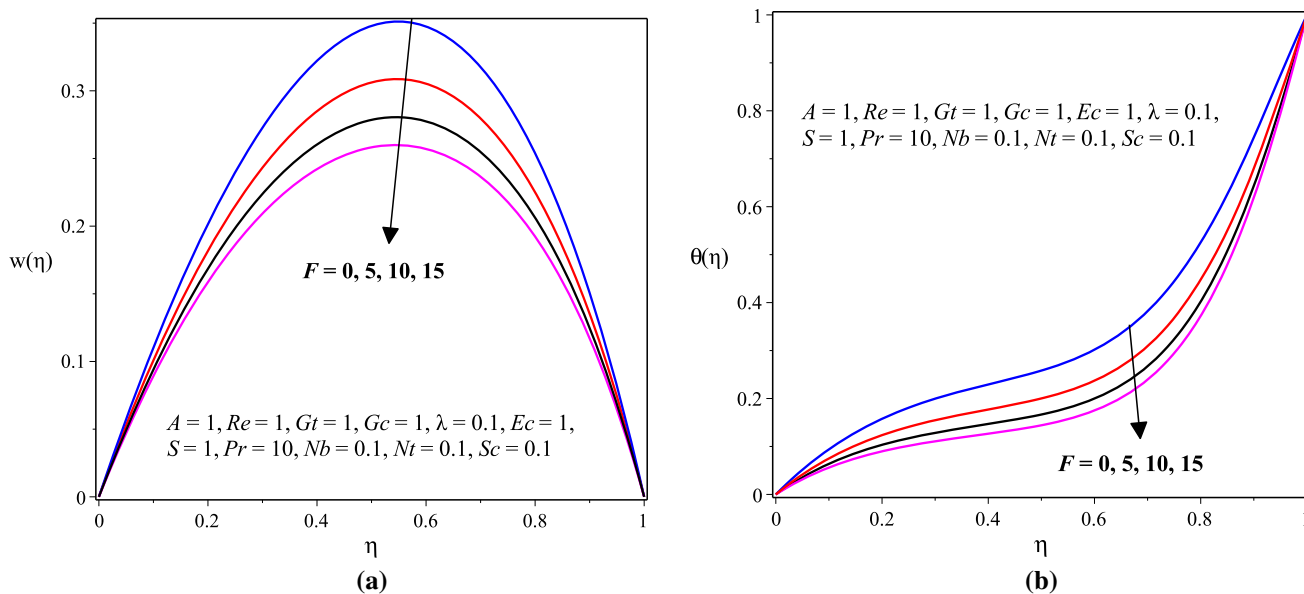 0.3
0.2
0.1
0
w(η)
F = 0, 5, 10, 15
A = 1, Re = 1, Gt = 1, Gc = 1, λ = 0.1, Ec = 1,
S = 1, Pr = 10, Nb = 0.1, Nt = 0.1, Sc = 0.1
0 0.2 0.4 0.6 0.8 1
η
(a)
1
0.8
0.6
0.4
0.2
0
θ(η)
A = 1, Re = 1, Gt = 1, Gc = 1, Ec = 1, λ = 0.1,
S = 1, Pr = 10, Nb = 0.1, Nt = 0.1, Sc = 0.1
F = 0, 5, 10, 15
0 0.2 0.4 0.6 0.8
η
(b)